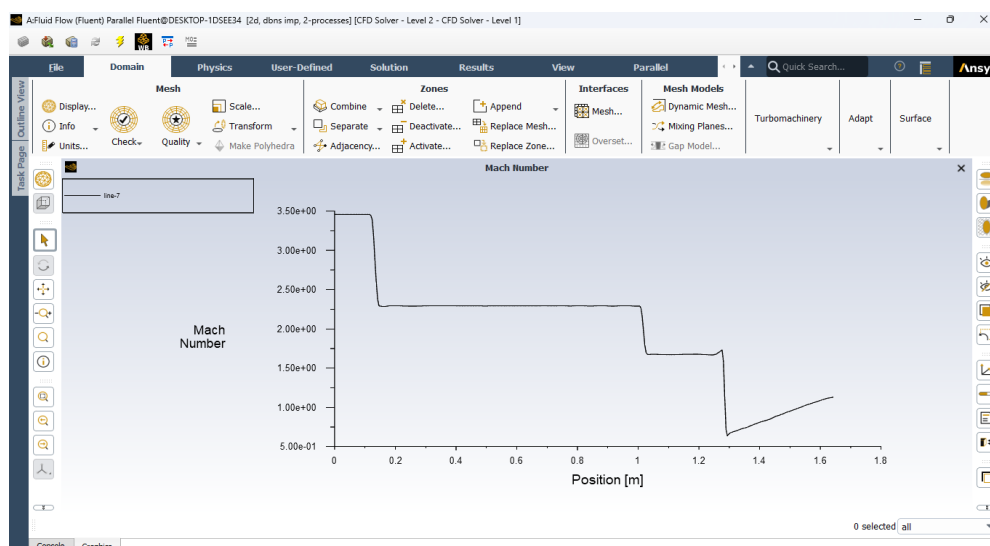 A:Fluid Flow (Fluent) Parallel Fluent@DESKTOP-1DSEE34 [2d, dbns imp, 2-processes] [CFD Solver - Level 2 - CFD Solver - Level 1]
WB
File Domain Physics User-Defined Solution Results View Parallel Quick Search... Ansy
Mesh Zones Interfaces Mesh Models
Display... Scale... Combine Delete... Append Mesh... Dynamic Mesh...
Info Transform Separate Deactivate... Replace Mesh... Mixing Planes... Turbomachinery Adapt Surface
Units... Check Quality Make Polyhedra Adjacency... Activate... Replace Zone... Overset... Gap Model...
Outline View
Task Page
Mach Number
line-7
3.50e+00
3.00e+00
2.50e+00
2.00e+00
Mach
Number
1.50e+00
1.00e+00
5.00e-01
0 0.2 0.4 0.6 0.8 1 1.2 1.4 1.6 1.8
Position [m]
0 selected all
Console Graphics